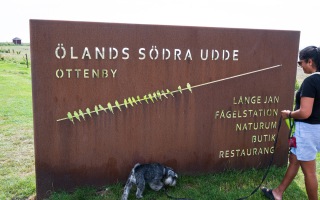 ÖLANDS SÖDRA UDDE
OTTENBY
LÅNGE JAN
FÅGELSTATION
NATURUM
BUTIK
RESTAURANG